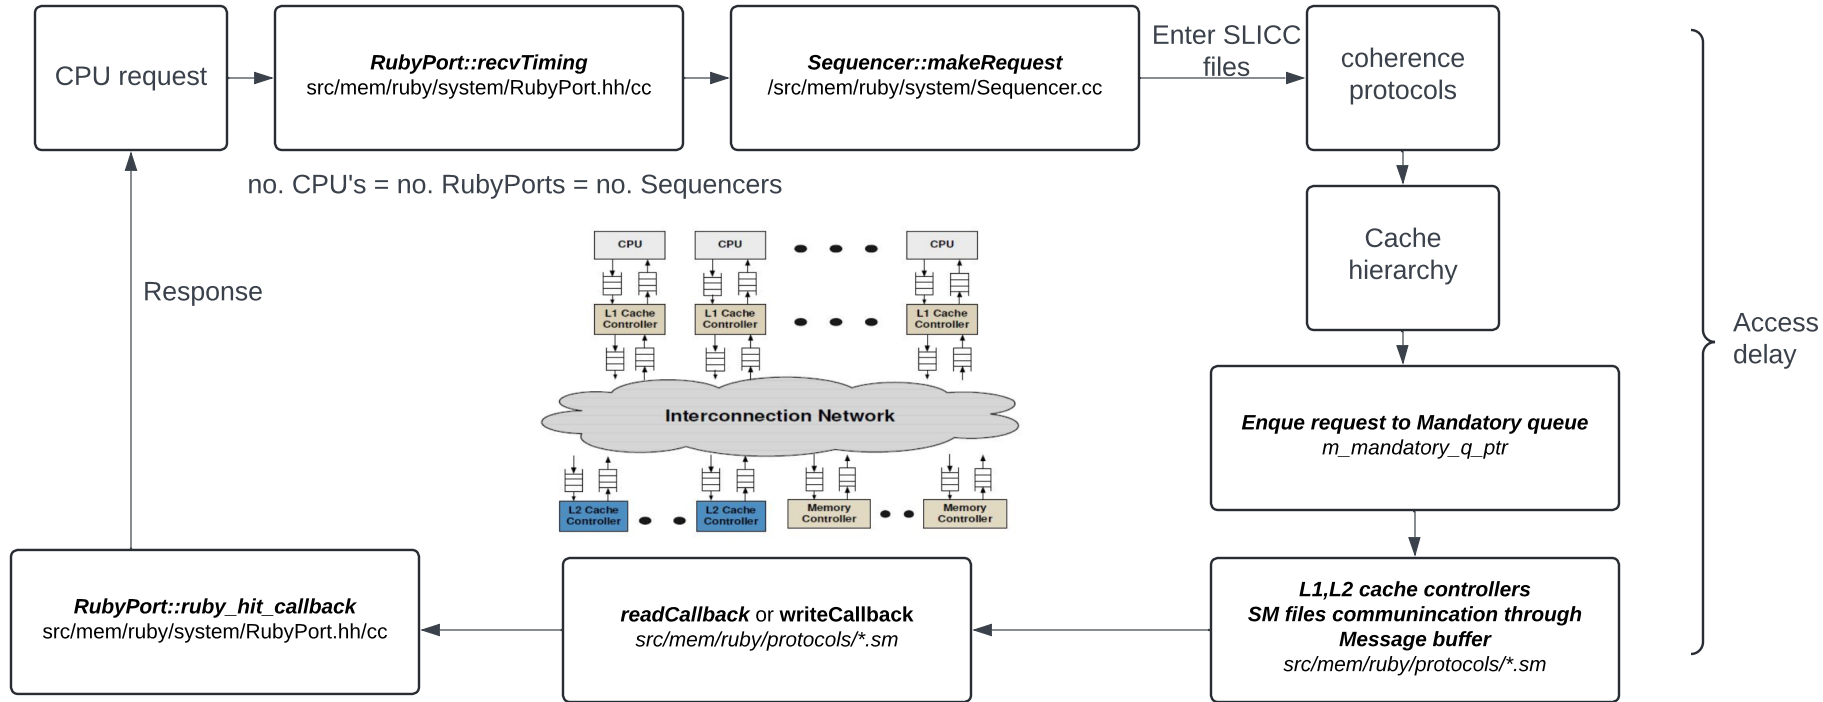 CPU request
RubyPort::recvTiming
src/mem/ruby/system/RubyPort.hh/cc
Sequencer::makeRequest
/src/mem/ruby/system/Sequencer.cc
Enter SLICC
files
coherence
protocols
no. CPU's = no. RubyPorts = no. Sequencers
Cache
hierarchy
Response
Access
delay
CPU
CPU
CPU
L1 Cache
Controller
L1 Cache
Controller
L1 Cache
Controller
Interconnection Network
L2 Cache
Controller
L2 Cache
Controller
Memory
Controller
Memory
Controller
Enque request to Mandatory queue
m_mandatory_q_ptr
L1,L2 cache controllers
SM files communincation through
Message buffer
src/mem/ruby/protocols/*.sm
readCallback or writeCallback
src/mem/ruby/protocols/*.sm
RubyPort::ruby_hit_callback
src/mem/ruby/system/RubyPort.hh/cc